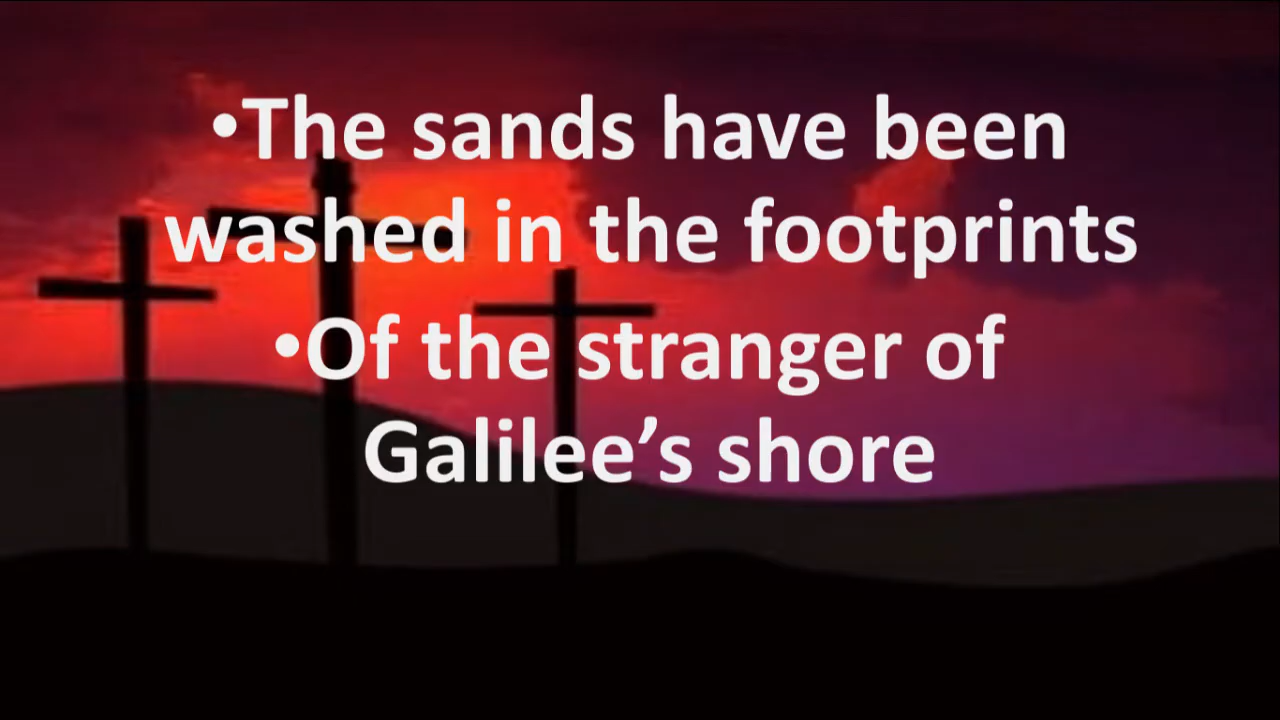 •The sands have been
washed in the footprints
•Of the stranger of
Galilee’s shore